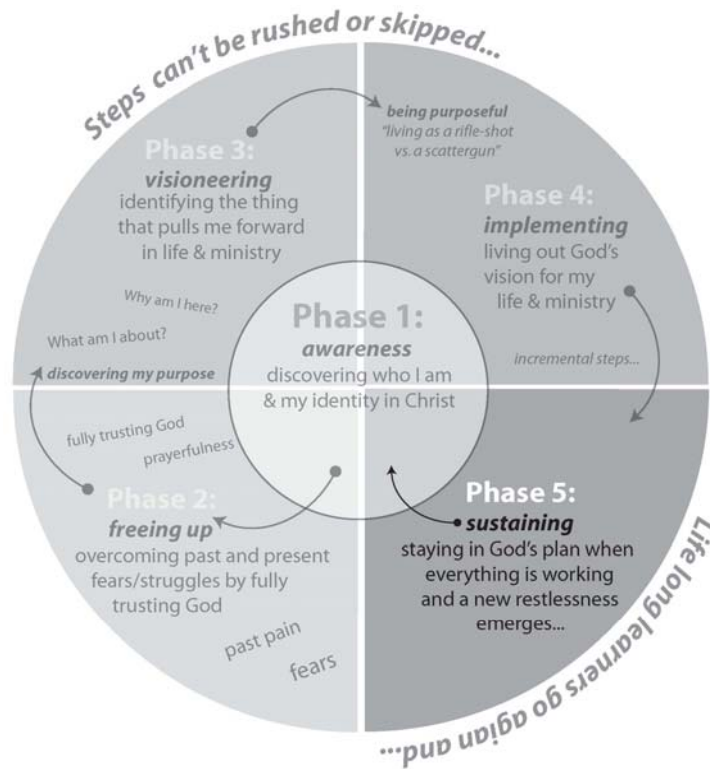 Steps can't be rushed or skipped...
Phase 3:
visioneering
identifying the thing
that pulls me forward
in life & ministry
Why am I here?
What am I about?
discovering my purpose
being purposeful
"living as a rifle-shot
vs. a scattergun"
Phase 4:
implementing
living out God's
vision for my
life & ministry
incremental steps...
Phase 1:
awareness
discovering who I am
& my identity in Christ
fully trusting God
prayerfulness
Phase 2:
freeing up
overcoming past and present
fears/struggles by fully
trusting God
past pain
fears
Phase 5:
sustaining
staying in God's plan when
everything is working
and a new restlessness
emerges...
Life long learners go agian and...